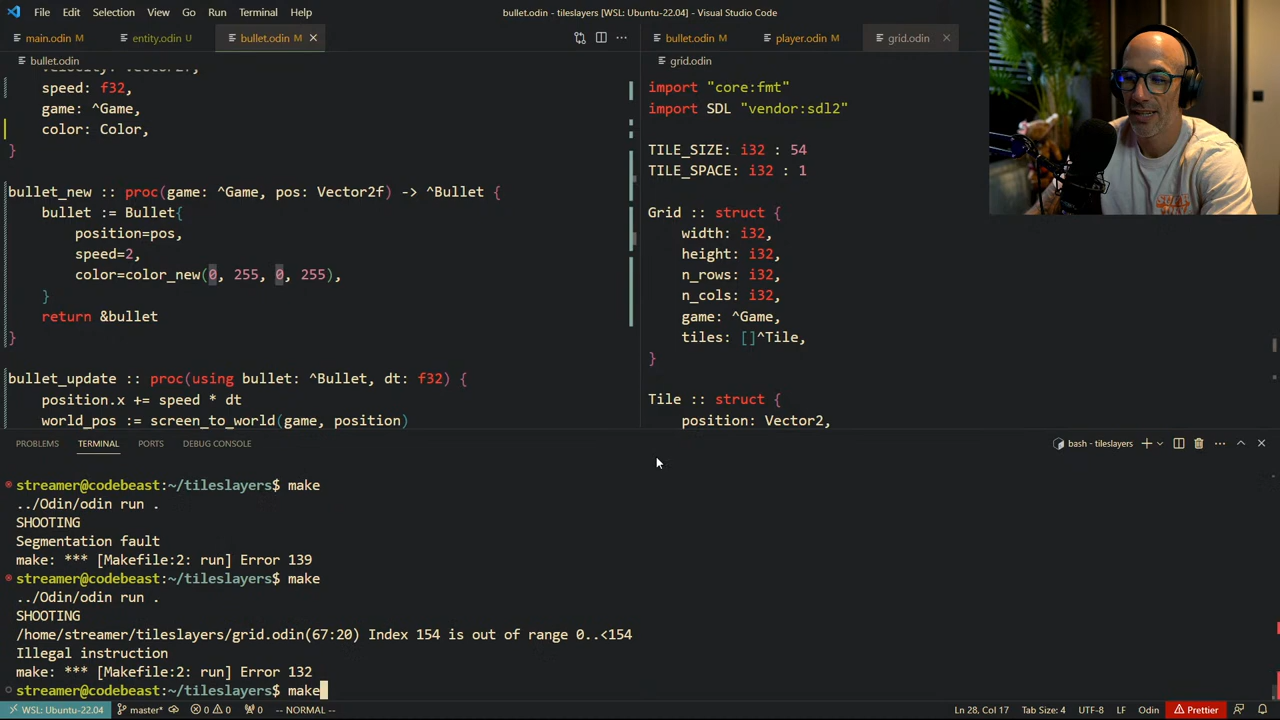 File Edit Selection View Go Run Terminal Help
bullet.odin - tileslayers [WSL: Ubuntu-22.04] - Visual Studio Code
main.odin M
entity.odin U
bullet.odin M
bullet.odin
speed: f32,
game: ^Game,
color: Color,
}
bullet_new :: proc(game: ^Game, pos: Vector2f) -> ^Bullet {
bullet := Bullet{
position=pos,
speed=2,
color=color_new(0, 255, 0, 255),
}
return &bullet
}
bullet_update :: proc(using bullet: ^Bullet, dt: f32) {
position.x += speed * dt
world_pos := screen_to_world(game, position)
bullet.odin M
player.odin M
grid.odin
grid.odin
import "core:fmt"
import SDL "vendor:sdl2"
TILE_SIZE: i32 : 54
TILE_SPACE: i32 : 1
Grid :: struct {
width: i32,
height: i32,
n_rows: i32,
n_cols: i32,
game: ^Game,
tiles: []^Tile,
}
Tile :: struct {
position: Vector2,
PROBLEMS TERMINAL PORTS DEBUG CONSOLE
bash - tileslayers
streamer@codebeast:~/tileslayers$ make
../Odin/odin run .
SHOOTING
Segmentation fault
make: *** [Makefile:2: run] Error 139
streamer@codebeast:~/tileslayers$ make
../Odin/odin run .
SHOOTING
/home/streamer/tileslayers/grid.odin(67:20) Index 154 is out of range 0..<154
Illegal instruction
make: *** [Makefile:2: run] Error 132
streamer@codebeast:~/tileslayers$ make
WSL: Ubuntu-22.04 master* 0 0 0 -- NORMAL --
Ln 28, Col 17 Tab Size: 4 UTF-8 LF Odin Prettier